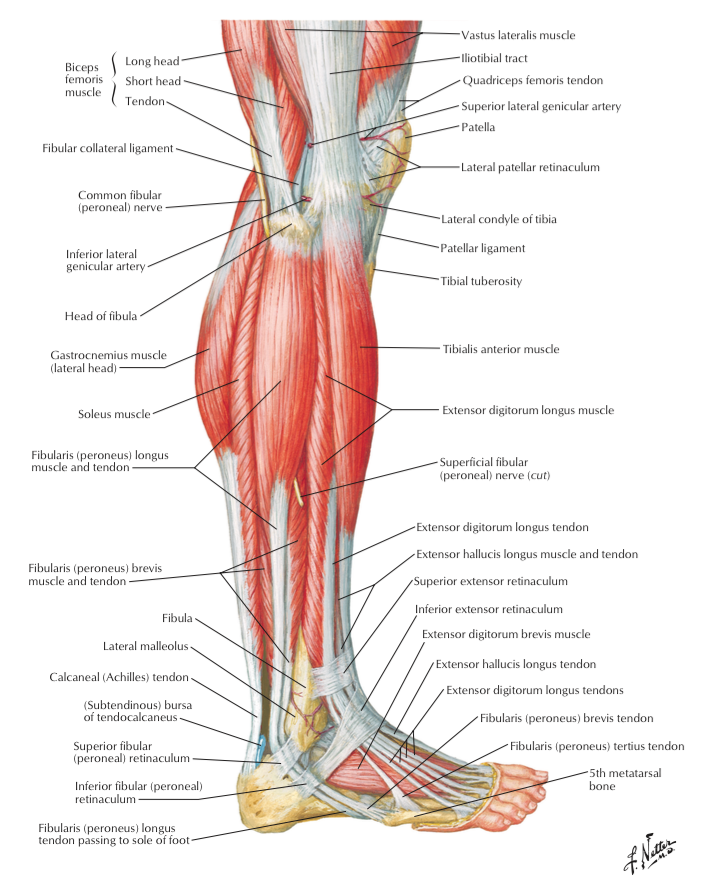 Biceps
femoris
muscle
Long head
Short head
Tendon
Fibular collateral ligament
Common fibular
(peroneal) nerve
Inferior lateral
genicular artery
Head of fibula
Gastrocnemius muscle
(lateral head)
Soleus muscle
Fibularis (peroneus) longus
muscle and tendon
Fibularis (peroneus) brevis
muscle and tendon
Fibula
Lateral malleolus
Calcaneal (Achilles) tendon
(Subtendinous) bursa
of tendocalcaneus
Superior fibular
(peroneal) retinaculum
Inferior fibular (peroneal)
retinaculum
Fibularis (peroneus) longus
tendon passing to sole of foot
Vastus lateralis muscle
Iliotibial tract
Quadriceps femoris tendon
Superior lateral genicular artery
Patella
Lateral patellar retinaculum
Lateral condyle of tibia
Patellar ligament
Tibial tuberosity
Tibialis anterior muscle
Extensor digitorum longus muscle
Superficial fibular
(peroneal) nerve (cut)
Extensor digitorum longus tendon
Extensor hallucis longus muscle and tendon
Superior extensor retinaculum
Inferior extensor retinaculum
Extensor digitorum brevis muscle
Extensor hallucis longus tendon
Extensor digitorum longus tendons
Fibularis (peroneus) brevis tendon
Fibularis (peroneus) tertius tendon
5th metatarsal
bone
F. Netter
M.D.